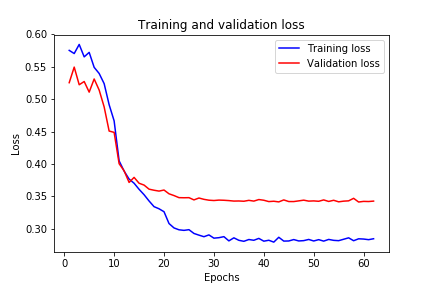 Training and validation loss
Training loss
Validation loss
0.60
0.55
0.50
0.45
0.40
0.35
0.30
Loss
0 10 20 30 40 50 60
Epochs